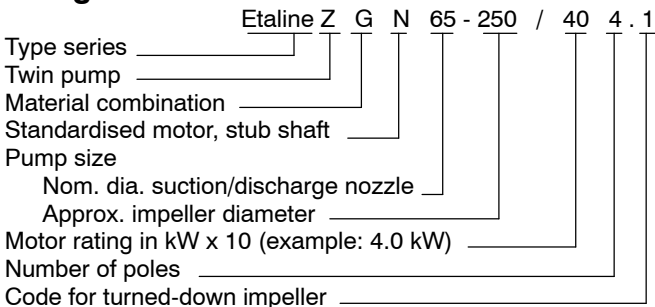 Etaline Z G N 65 - 250 / 40 4 . 1
Type series
Twin pump
Material combination
Standardised motor, stub shaft
Pump size
Nom. dia. suction/discharge nozzle
Approx. impeller diameter
Motor rating in kW x 10 (example: 4.0 kW)
Number of poles
Code for turned-down impeller